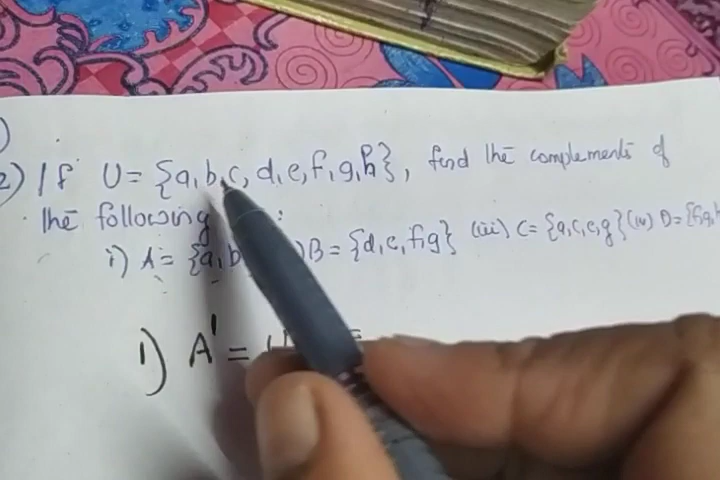 2) If U = {a, b, c, d, e, f, g, h}, find the complements of
the following :
i) A = {a, b )B = {d, e, f, g} (iii) C = {a, c, e, g} (iv) D = {f, g, h
1) A' =